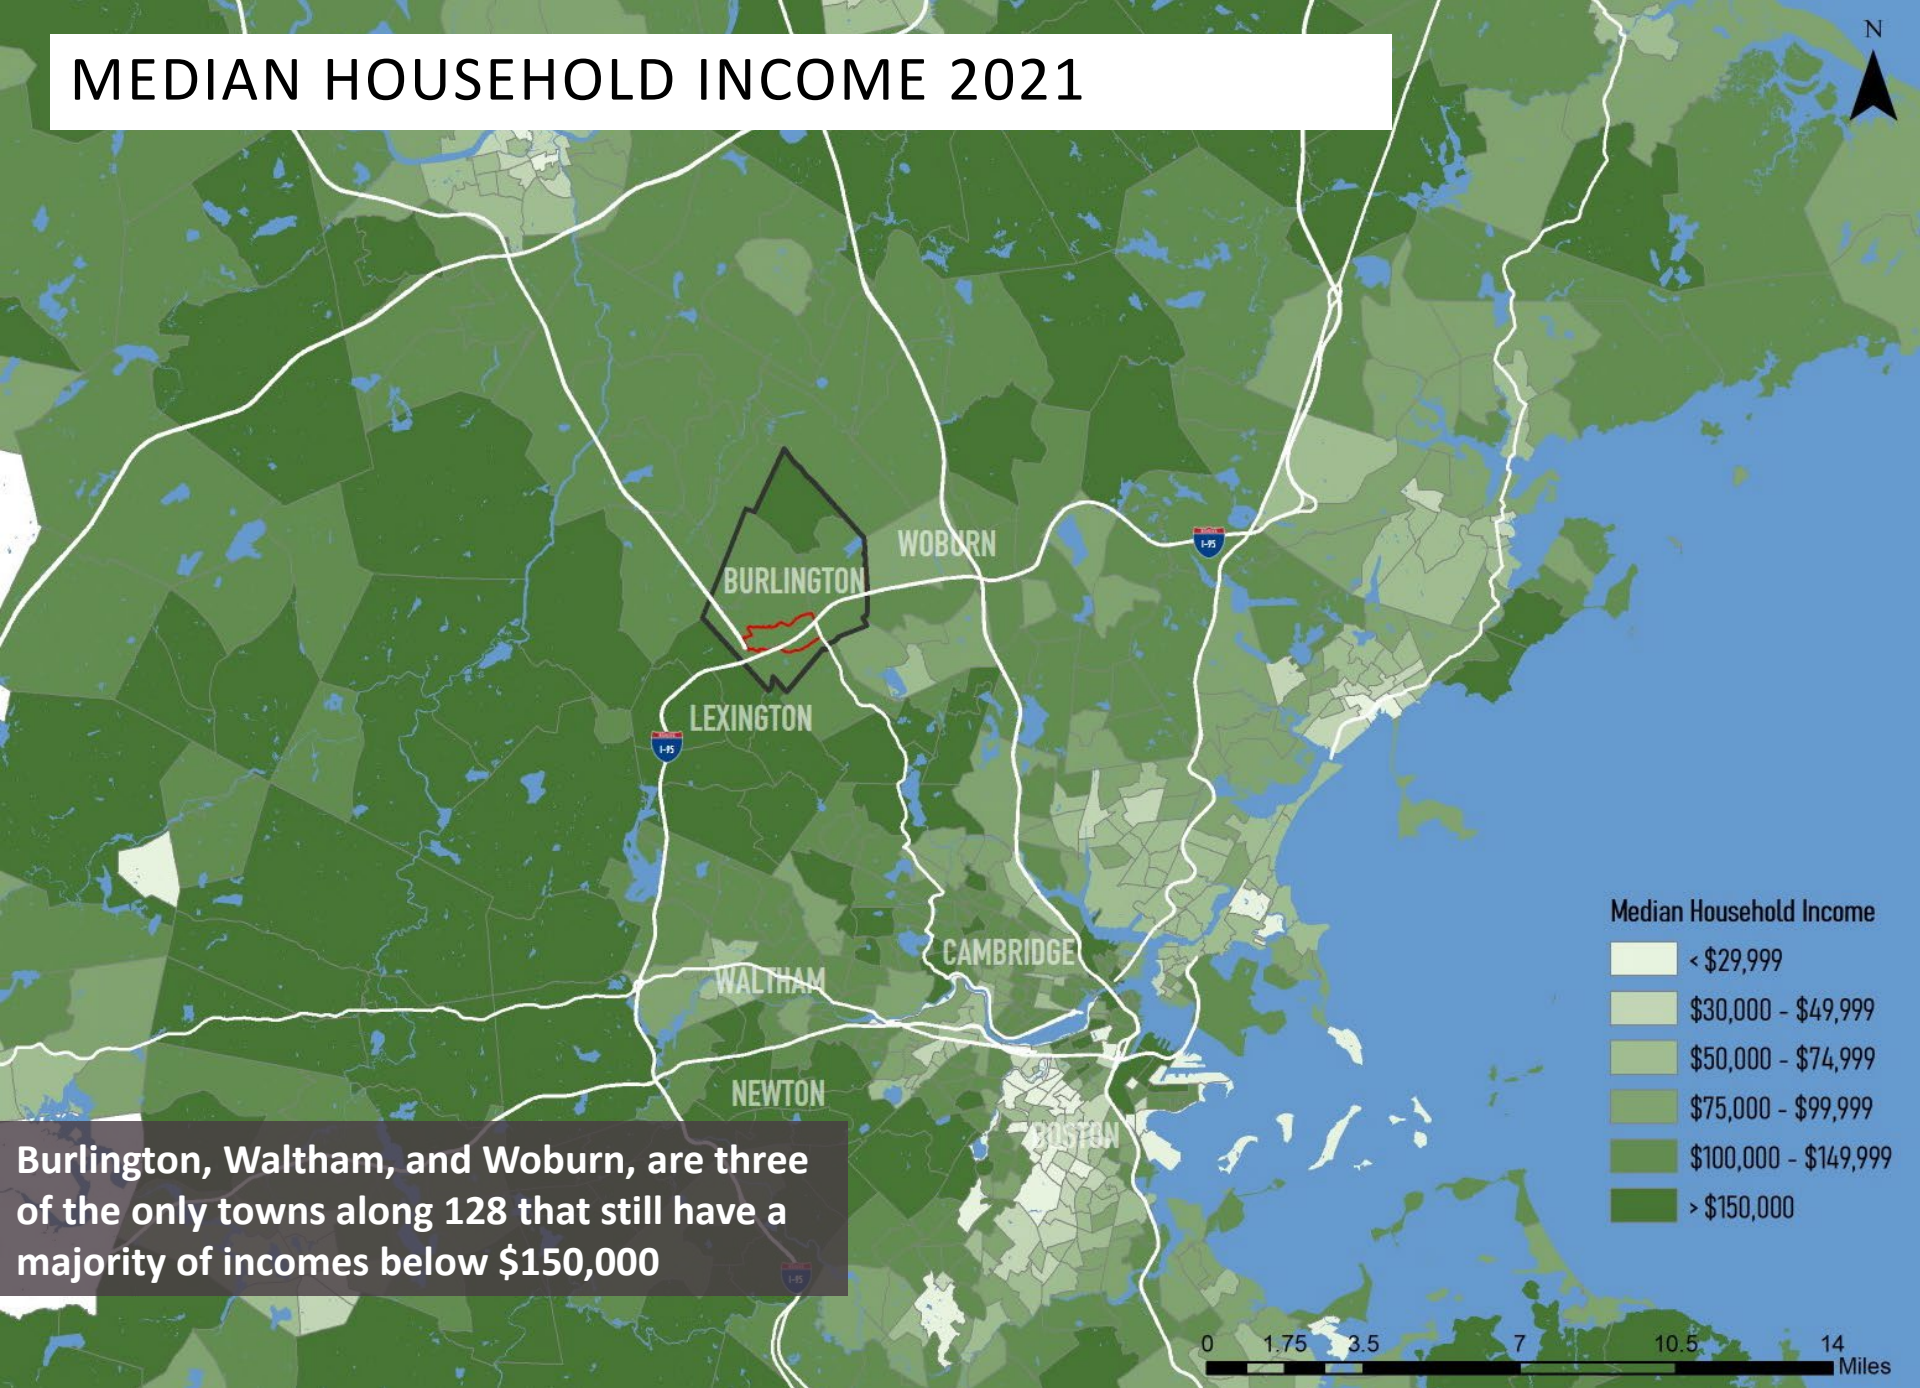 N
MEDIAN HOUSEHOLD INCOME 2021
WOBURN
I-95
BURLINGTON
LEXINGTON
I-95
CAMBRIDGE
WALTHAM
NEWTON
BOSTON
Median Household Income
< $29,999
$30,000 - $49,999
$50,000 - $74,999
$75,000 - $99,999
$100,000 - $149,999
> $150,000
Burlington, Waltham, and Woburn, are three
of the only towns along 128 that still have a
majority of incomes below $150,000
I-95
0 1.75 3.5 7 10.5 14
Miles